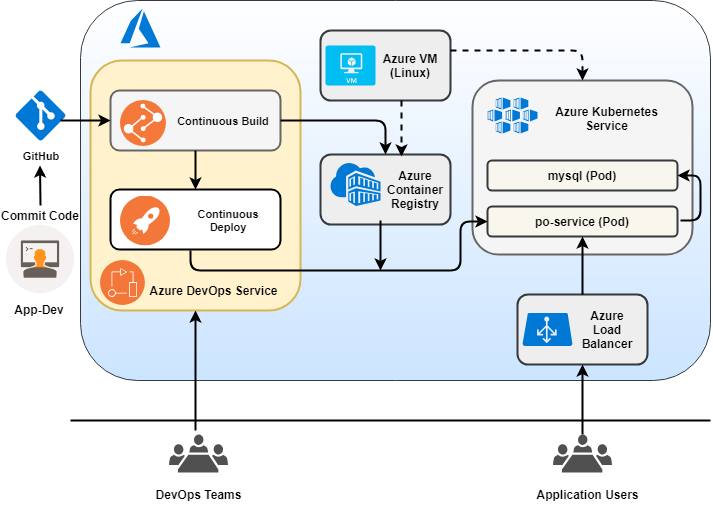 Azure VM
(Linux)
VM
Continuous Build
Azure Kubernetes
Service
GitHub
Azure
Container
Registry
mysql (Pod)
Commit Code
Continuous
Deploy
po-service (Pod)
>_
Azure DevOps Service
App-Dev
Azure
Load
Balancer
DevOps Teams
Application Users